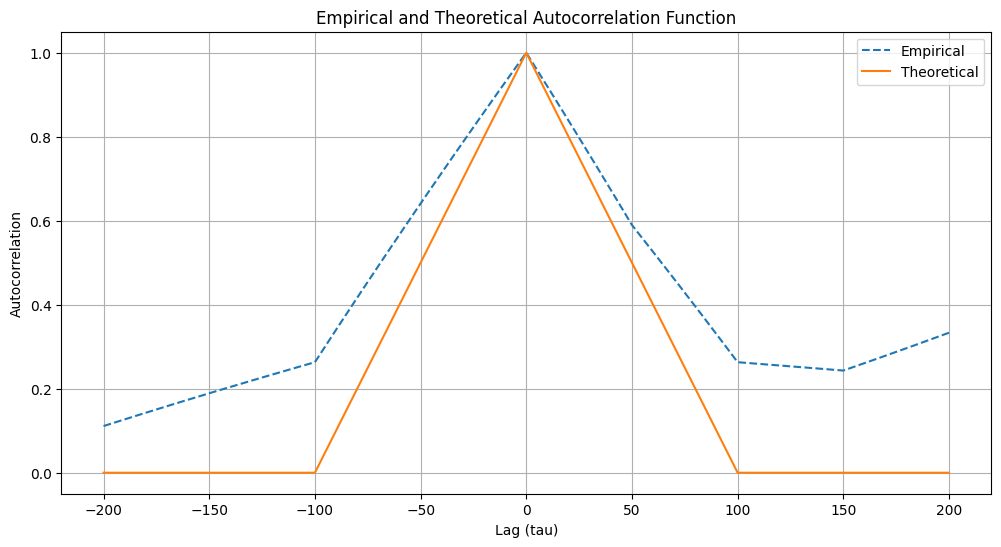 Empirical and Theoretical Autocorrelation Function
Empirical
Theoretical
1.0
0.8
0.6
0.4
0.2
0.0
Autocorrelation
−200 −150 −100 −50 0 50 100 150 200
Lag (tau)